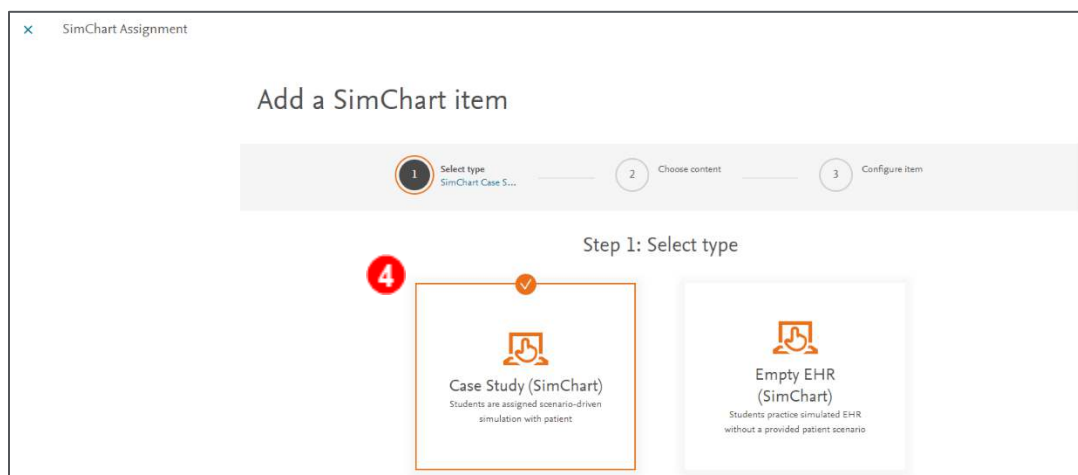 × SimChart Assignment
Add a SimChart item
1 Select type
SimChart Case S...
2 Choose content
3 Configure item
Step 1: Select type
4
Case Study (SimChart)
Students are assigned scenario-driven
simulation with patient
Empty EHR
(SimChart)
Students practice simulated EHR
without a provided patient scenario